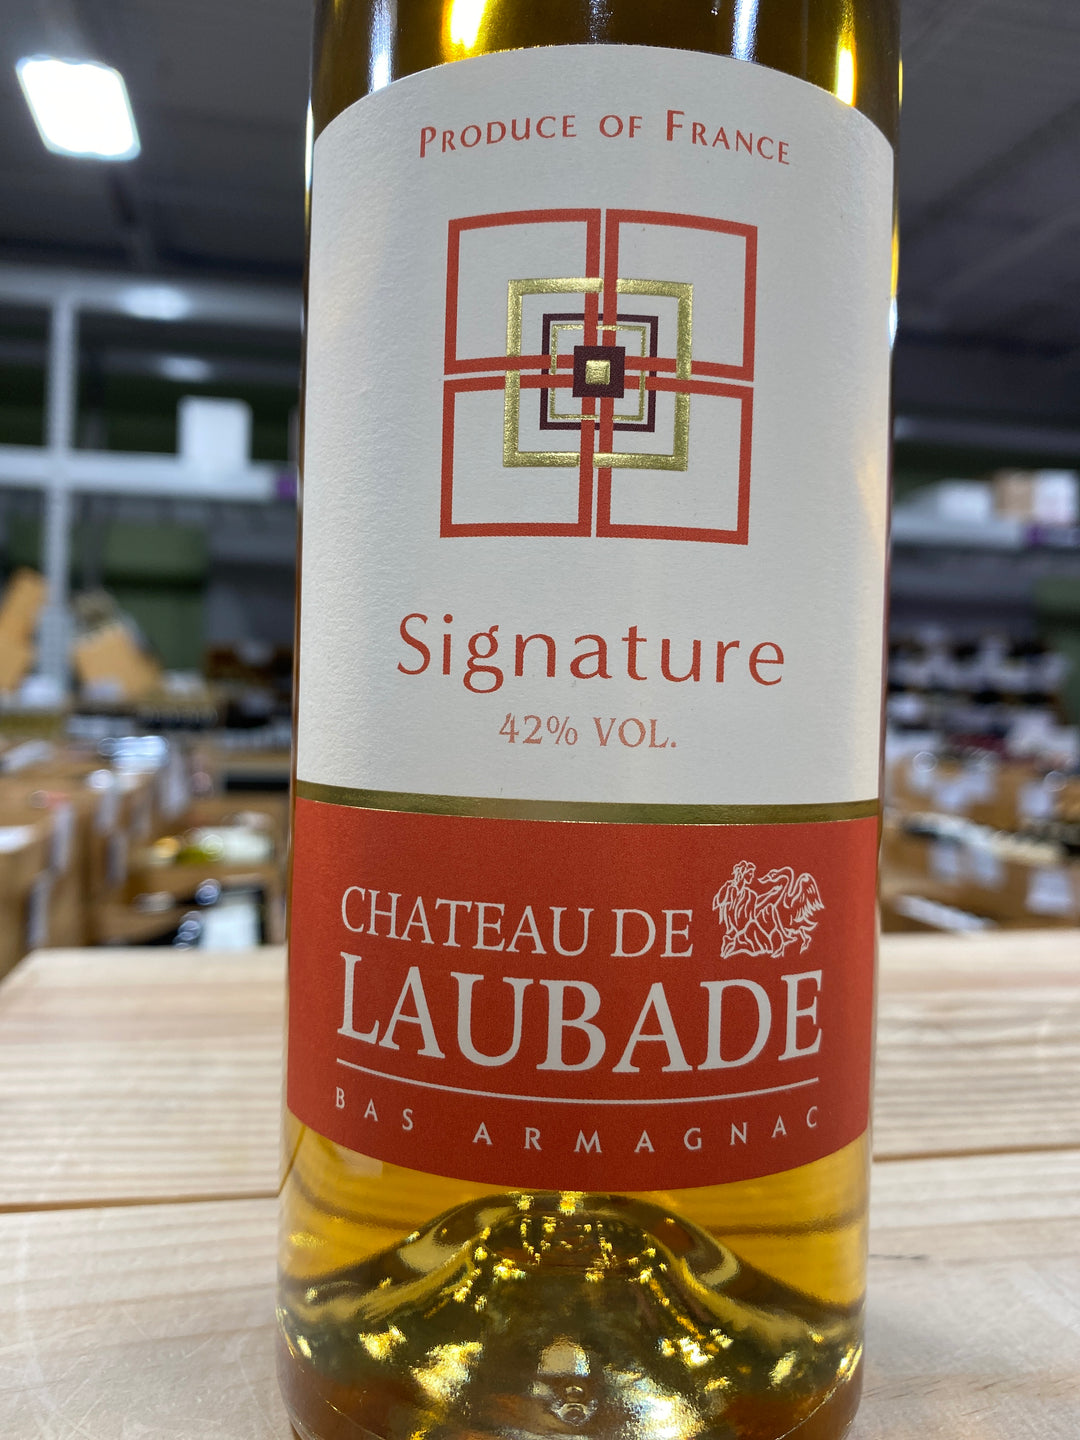 PRODUCE OF FRANCE
Signature
42% VOL.
CHATEAU DE
LAUBADE
BAS ARMAGNAC